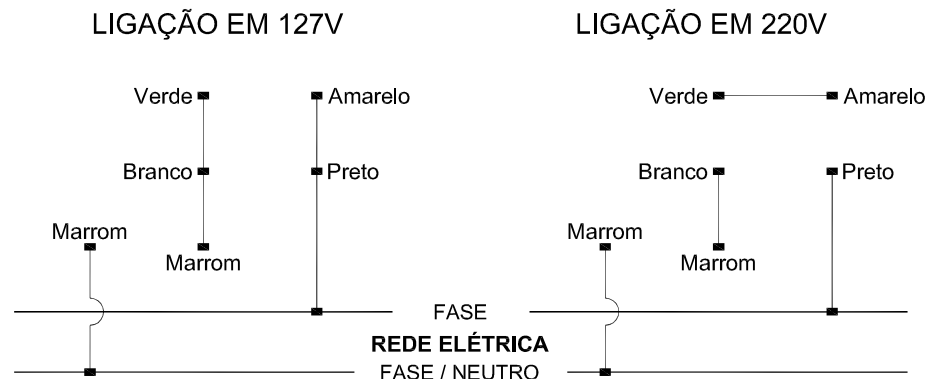 LIGAÇÃO EM 127V
LIGAÇÃO EM 220V
Verde
Amarelo
Verde
Amarelo
Branco
Preto
Branco
Preto
Marrom
Marrom
Marrom
Marrom
FASE
REDE ELÉTRICA
FASE / NEUTRO